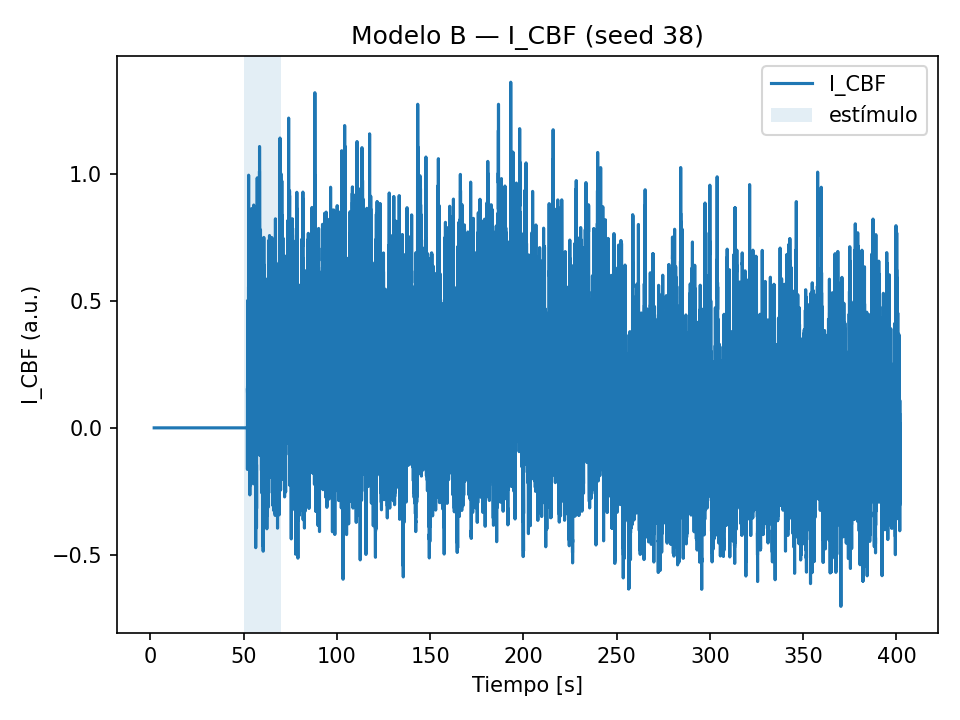 Modelo B — I_CBF (seed 38)
I_CBF
estímulo
I_CBF (a.u.)
1.0
0.5
0.0
−0.5
0 50 100 150 200 250 300 350 400
Tiempo [s]